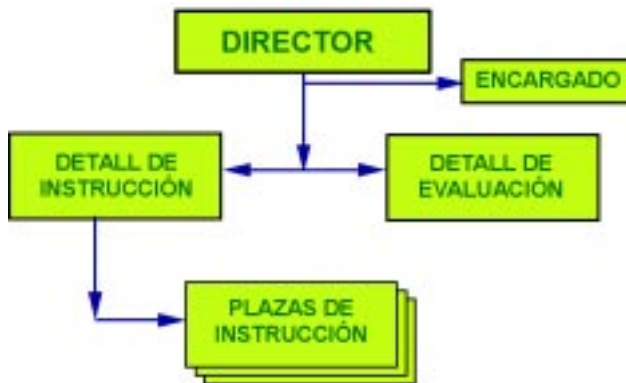 DIRECTOR
ENCARGADO
DETALL DE
INSTRUCCIÓN
DETALL DE
EVALUACIÓN
PLAZAS DE
INSTRUCCIÓN